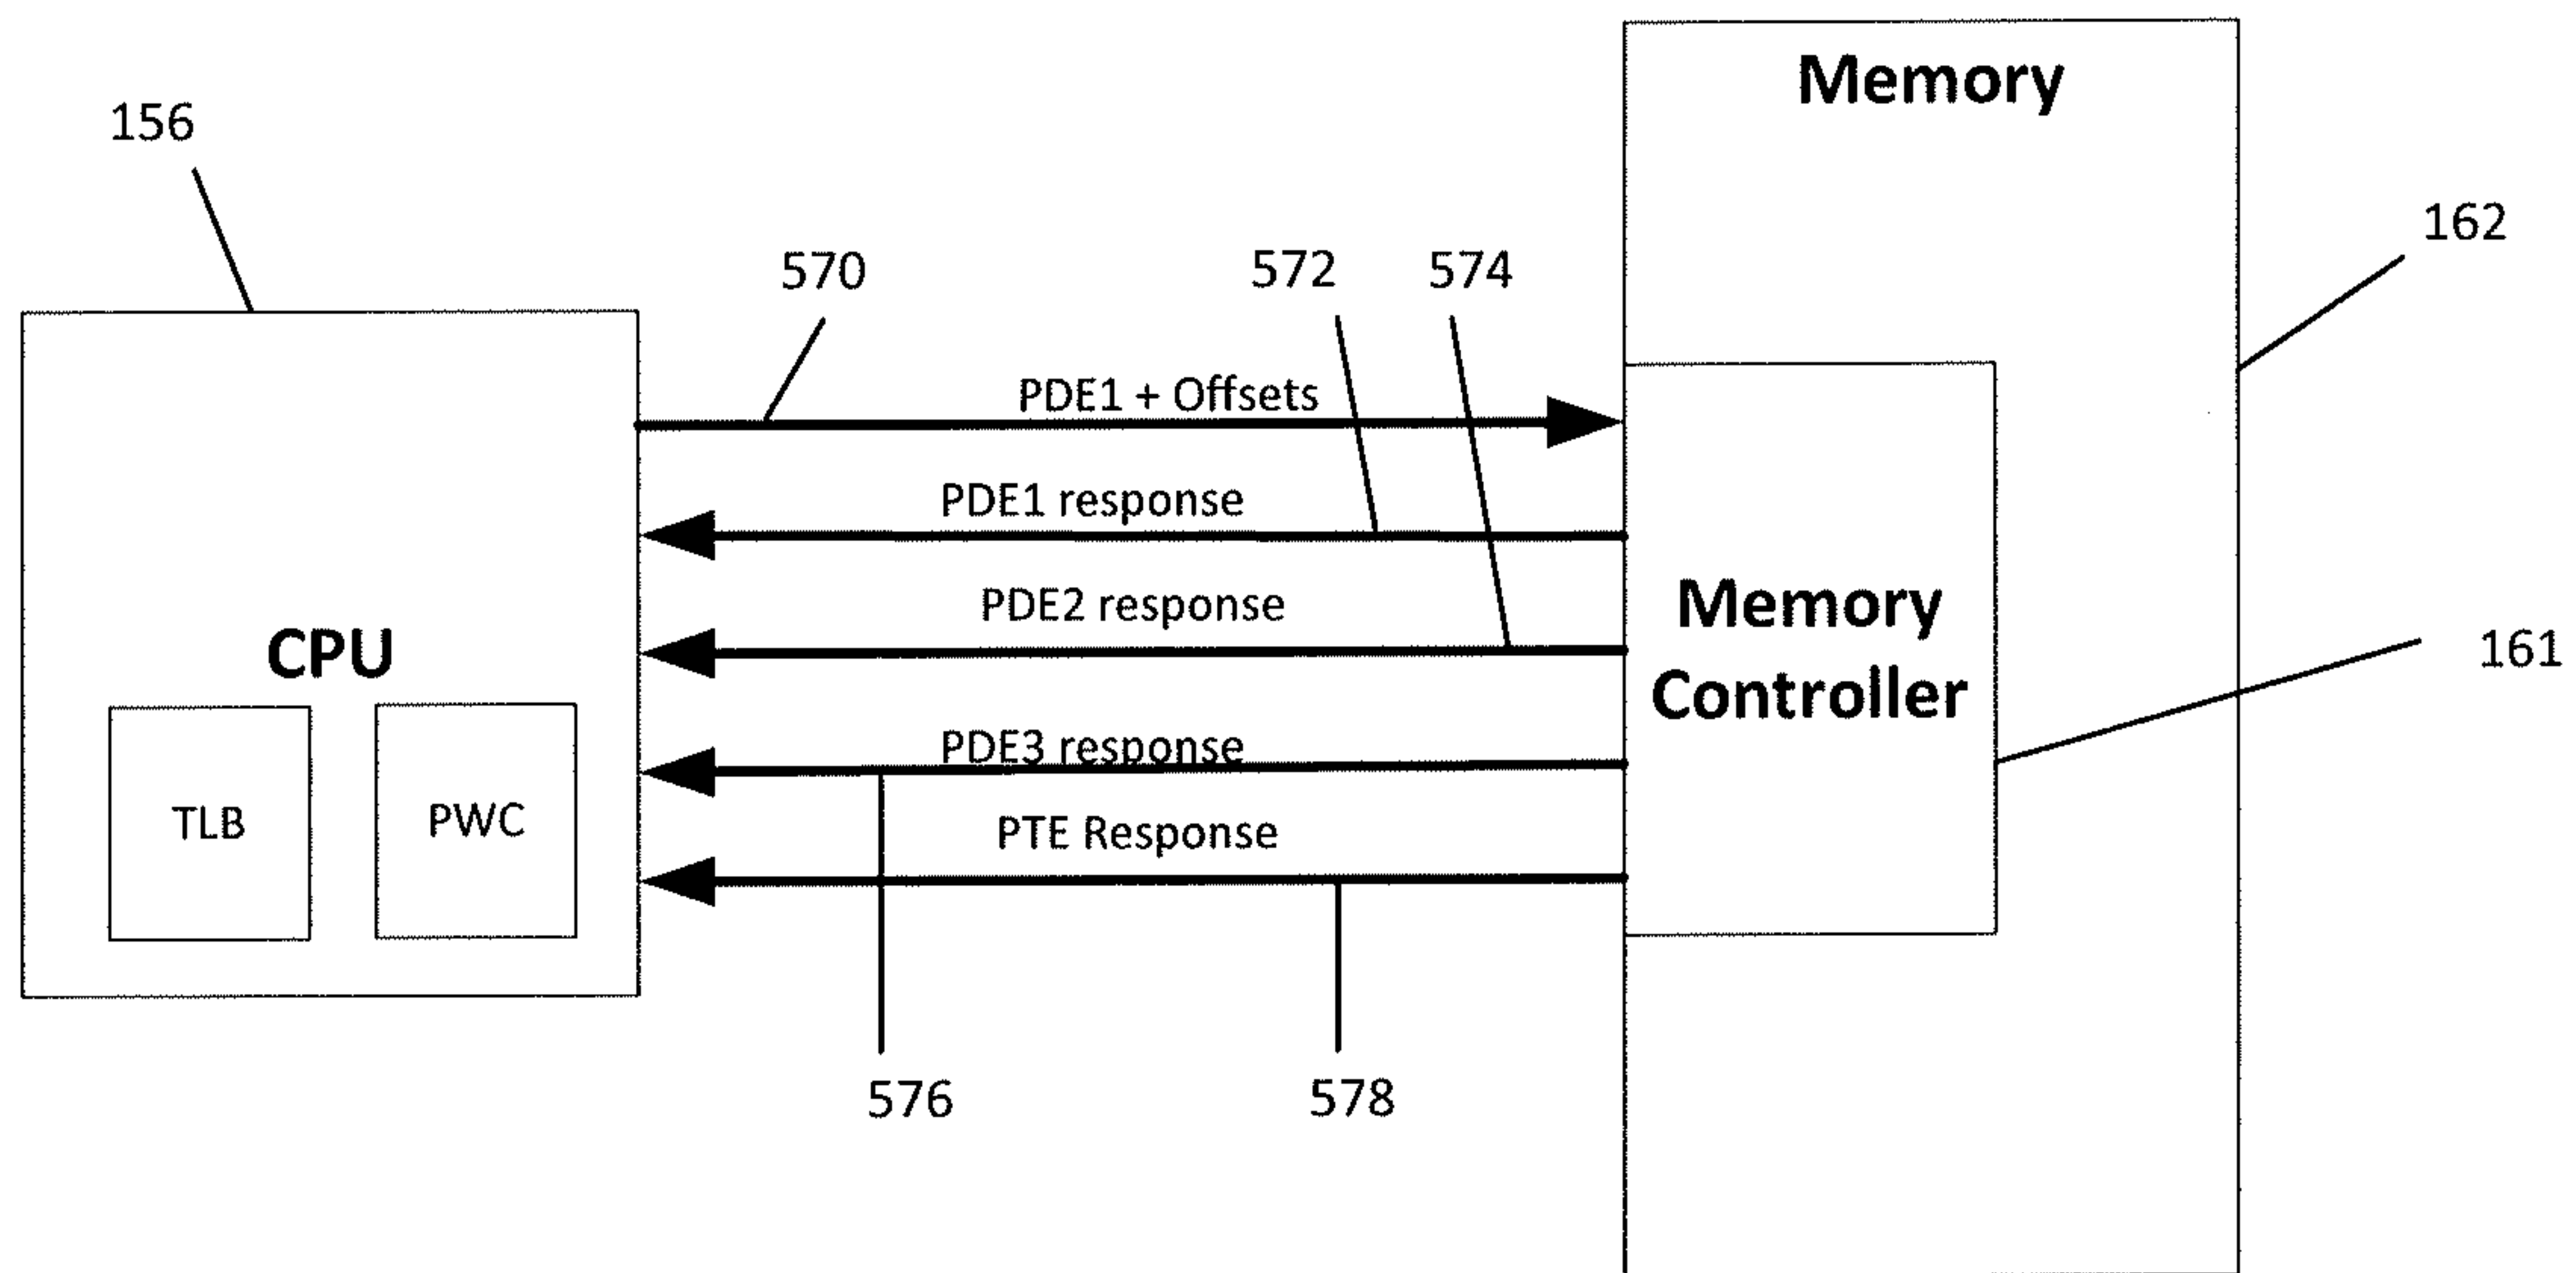 Memory
156
162
570
572
574
PDE1 + Offsets
PDE1 response
PDE2 response
Memory
Controller
161
CPU
PDE3 response
TLB
PWC
PTE Response
576
578